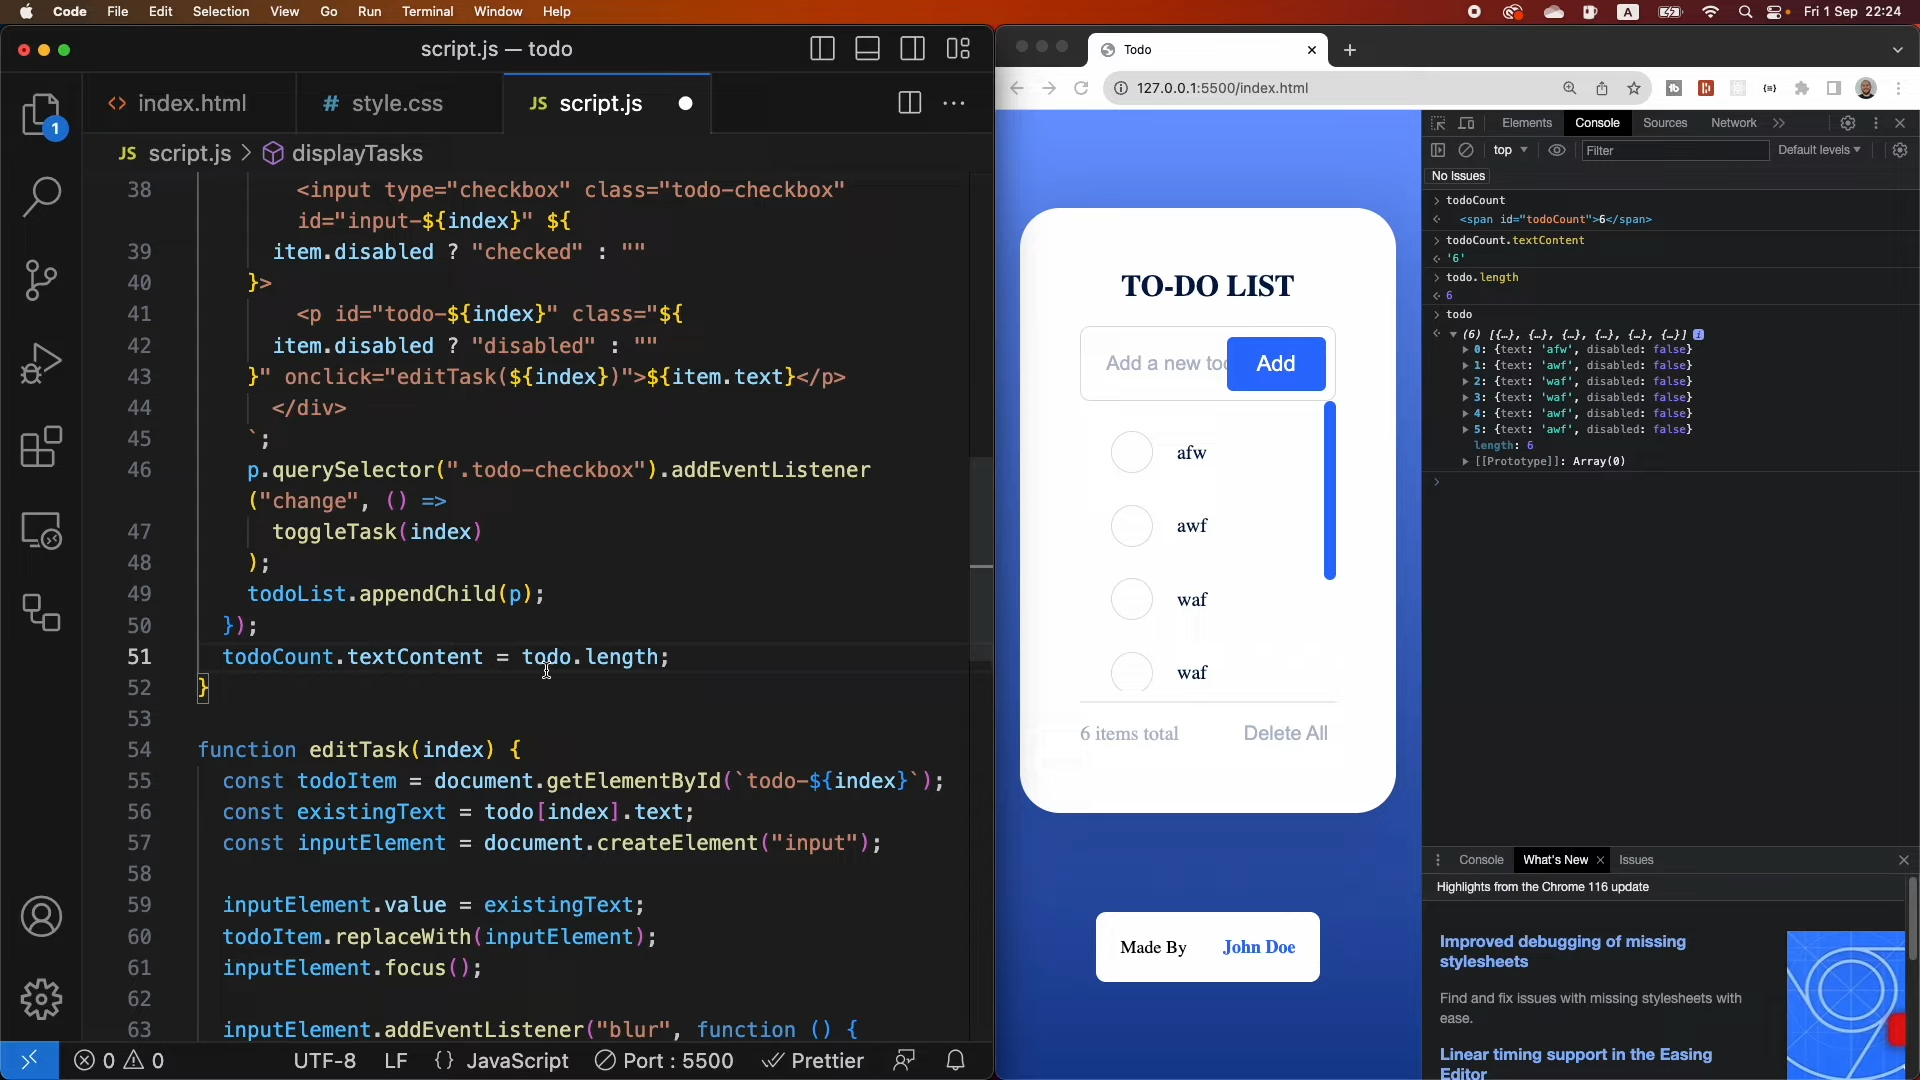 Code File Edit Selection View Go Run Terminal Window Help
A
Fri 1 Sep 22:24
script.js — todo
<> index.html
# style.css
JS script.js
JS script.js > displayTasks
1
38 <input type="checkbox" class="todo-checkbox"
id="input-${index}" ${
39 item.disabled ? "checked" : ""
40 }>
41 <p id="todo-${index}" class="${
42 item.disabled ? "disabled" : ""
43 }" onclick="editTask(${index})">${item.text}</p>
44 </div>
45 `;
46 p.querySelector(".todo-checkbox").addEventListener
("change", () =>
47 toggleTask(index)
48 );
49 todoList.appendChild(p);
50 });
51 todoCount.textContent = todo.length;
52 }
53
54 function editTask(index) {
55 const todoItem = document.getElementById(`todo-${index}`);
56 const existingText = todo[index].text;
57 const inputElement = document.createElement("input");
58
59 inputElement.value = existingText;
60 todoItem.replaceWith(inputElement);
61 inputElement.focus();
62
63 inputElement.addEventListener("blur", function () {
0 0
UTF-8 LF {} JavaScript Port : 5500 Prettier
Todo
127.0.0.1:5500/index.html
TO-DO LIST
Add a new too
Add
afw
awf
waf
waf
6 items total
Delete All
Made By John Doe
Elements Console Sources Network
top Filter Default levels
No Issues
todoCount
<span id="todoCount">6</span>
todoCount.textContent
'6'
todo.length
6
todo
(6) [{…}, {…}, {…}, {…}, {…}, {…}] i
0: {text: 'afw', disabled: false}
1: {text: 'awf', disabled: false}
2: {text: 'waf', disabled: false}
3: {text: 'waf', disabled: false}
4: {text: 'awf', disabled: false}
5: {text: 'awf', disabled: false}
length: 6
[[Prototype]]: Array(0)
Console What's New Issues
Highlights from the Chrome 116 update
Improved debugging of missing
stylesheets
Find and fix issues with missing stylesheets with
ease.
Linear timing support in the Easing
Editor